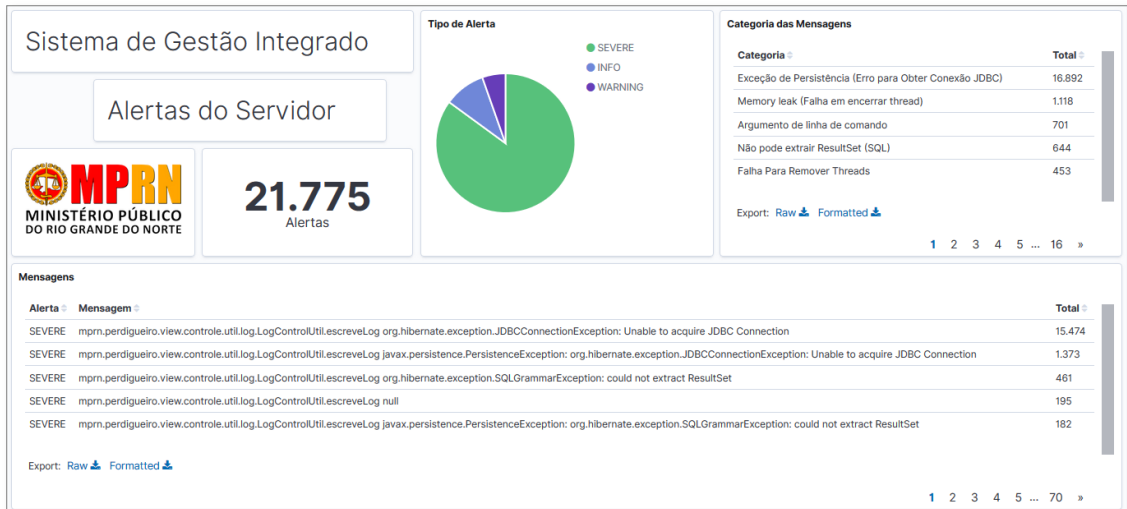 Sistema de Gestão Integrado
Alertas do Servidor
MPRN
MINISTÉRIO PÚBLICO
DO RIO GRANDE DO NORTE
21.775
Alertas
Tipo de Alerta
SEVERE
INFO
WARNING
Categoria das Mensagens
Categoria Total
Exceção de Persistência (Erro para Obter Conexão JDBC) 16.892
Memory leak (Falha em encerrar thread) 1.118
Argumento de linha de comando 701
Não pode extrair ResultSet (SQL) 644
Falha Para Remover Threads 453
Export: Raw Formatted
1 2 3 4 5 ... 16 »
Mensagens
Alerta Mensagem Total
SEVERE mprn.perdigueiro.view.controle.util.log.LogControlUtil.escreveLog org.hibernate.exception.JDBCConnectionException: Unable to acquire JDBC Connection 15.474
SEVERE mprn.perdigueiro.view.controle.util.log.LogControlUtil.escreveLog javax.persistence.PersistenceException: org.hibernate.exception.JDBCConnectionException: Unable to acquire JDBC Connection 1.373
SEVERE mprn.perdigueiro.view.controle.util.log.LogControlUtil.escreveLog org.hibernate.exception.SQLGrammarException: could not extract ResultSet 461
SEVERE mprn.perdigueiro.view.controle.util.log.LogControlUtil.escreveLog null 195
SEVERE mprn.perdigueiro.view.controle.util.log.LogControlUtil.escreveLog javax.persistence.PersistenceException: org.hibernate.exception.SQLGrammarException: could not extract ResultSet 182
Export: Raw Formatted
1 2 3 4 5 ... 70 »